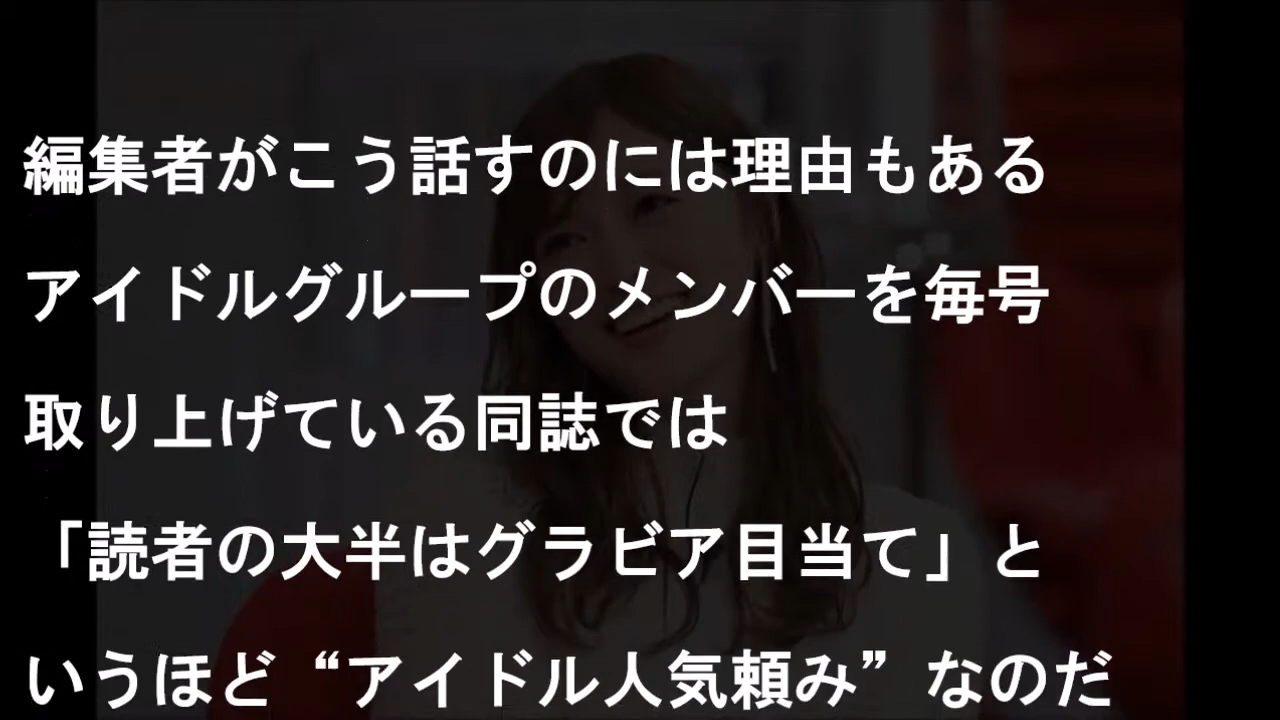 編集者がこう話すのには理由もある
アイドルグループのメンバーを毎号
取り上げている同誌では
「読者の大半はグラビア目当て」と
いうほど“アイドル人気頼み”なのだ